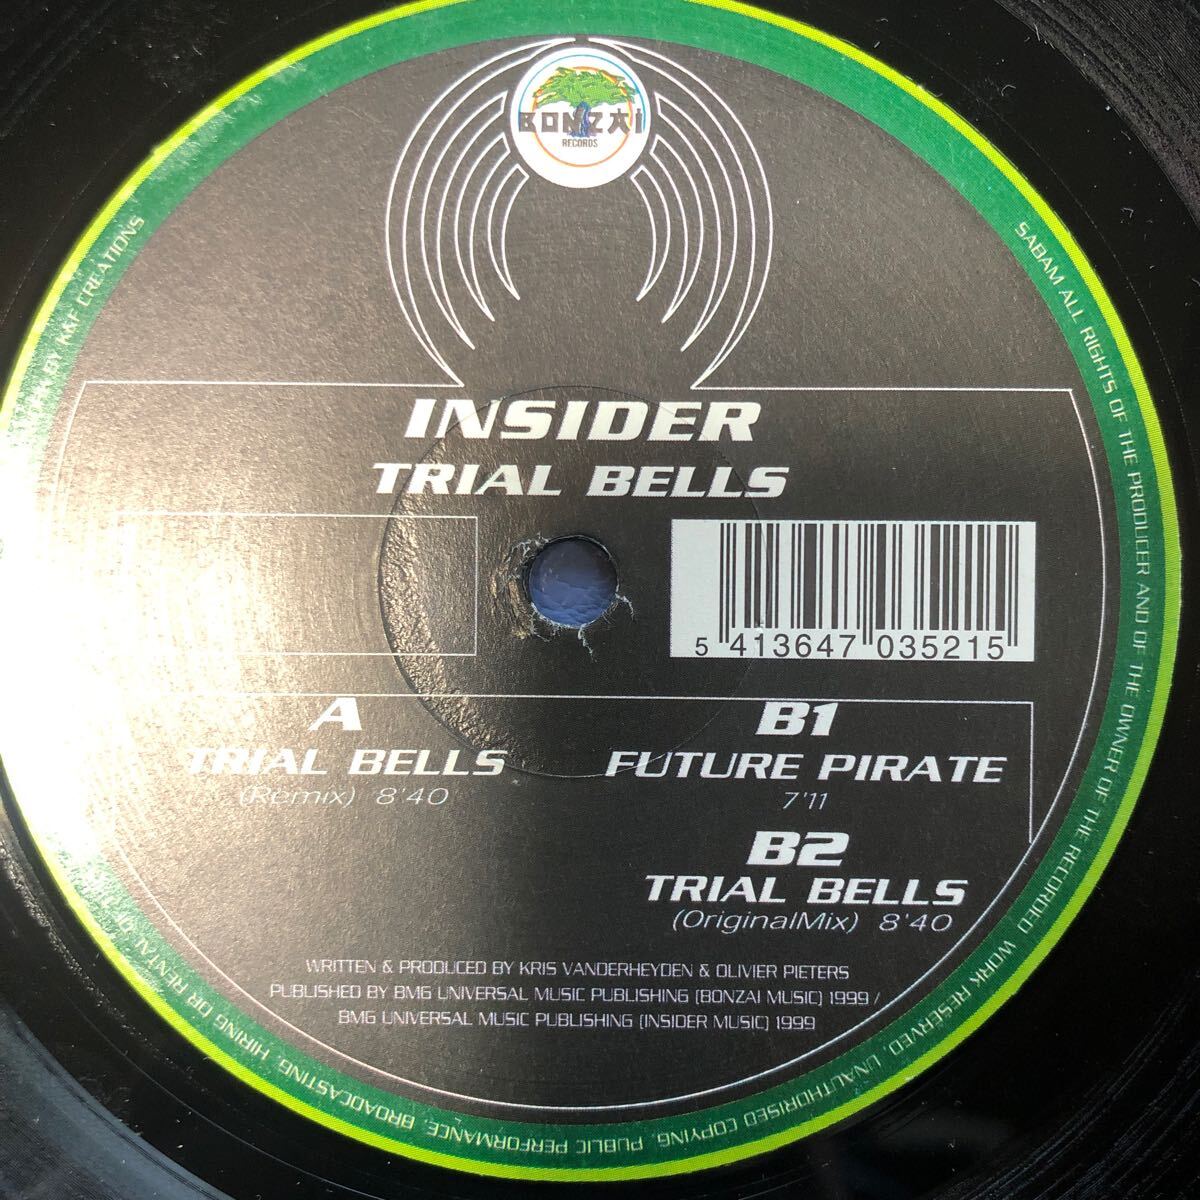 BONZAI
RECORDS
INSIDER
TRIAL BELLS
5 413647 035215
A
TRIAL BELLS
(Remix) 8'40
B1
FUTURE PIRATE
7'11
B2
TRIAL BELLS
(OriginalMix) 8'40
WRITTEN & PRODUCED BY KRIS VANDERHEYDEN & OLIVIER PIETERS
PUBLISHED BY BMG UNIVERSAL MUSIC PUBLISHING (BONZAI MUSIC) 1999 /
BMG UNIVERSAL MUSIC PUBLISHING (INSIDER MUSIC) 1999
SABAM ALL RIGHTS OF THE PRODUCER AND OF THE OWNER OF THE RECORDED WORK RESERVED. UNAUTHORISED COPYING, PUBLIC PERFORMANCE, BROADCASTING, HIRING OR RENTAL OF
BY K&F CREATIONS